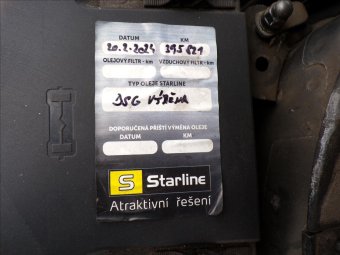 DATUM KM
20.2.2024 395 621
OLEJOVÝ FILTR - km VZDUCHOVÝ FILTR - km
TYP OLEJE STARLINE
DSG VÝMĚNA
DOPORUČENÁ PŘÍŠTÍ VÝMĚNA OLEJE
DATUM KM
S Starline
Atraktivní řešení